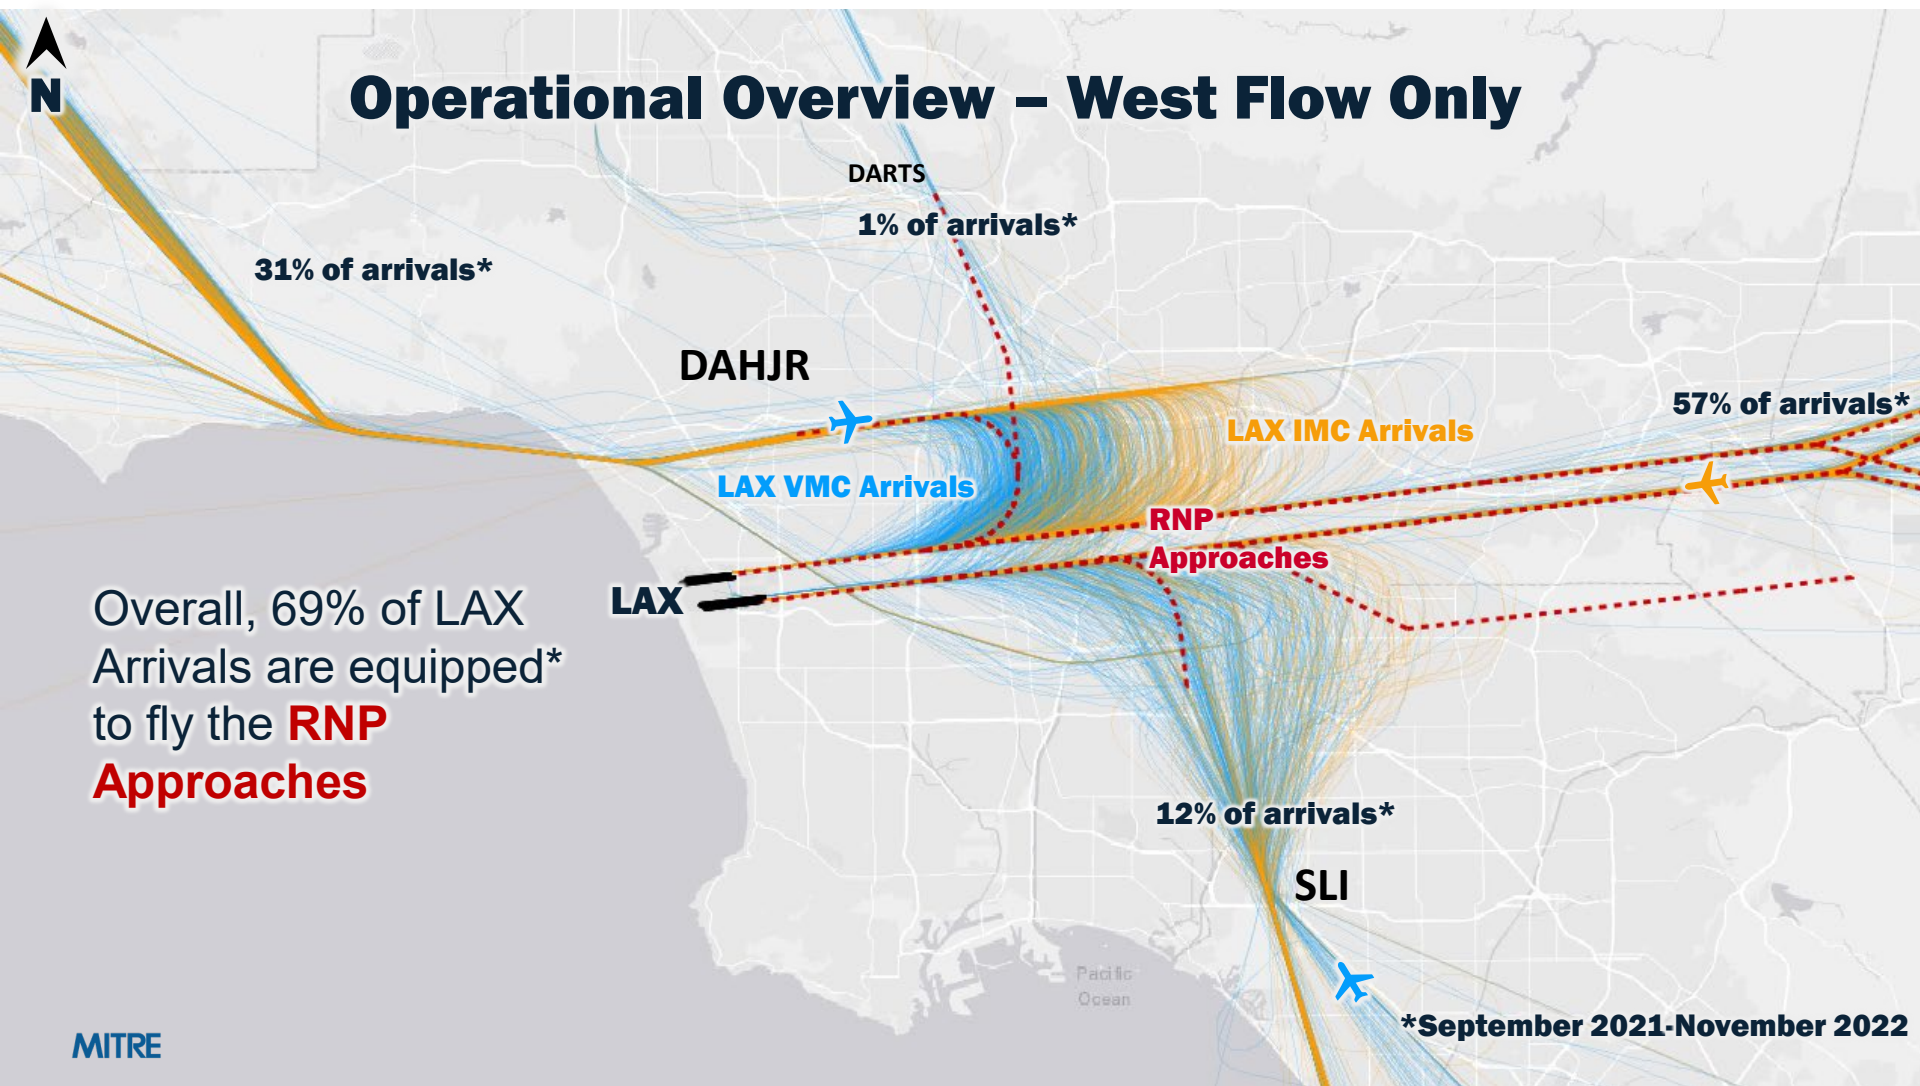 N
Operational Overview – West Flow Only
DARTS
1% of arrivals*
31% of arrivals*
DAHJR
57% of arrivals*
LAX IMC Arrivals
LAX VMC Arrivals
RNP
Approaches
LAX
Overall, 69% of LAX
Arrivals are equipped*
to fly the RNP
Approaches
12% of arrivals*
SLI
Pacific
Ocean
*September 2021-November 2022
MITRE